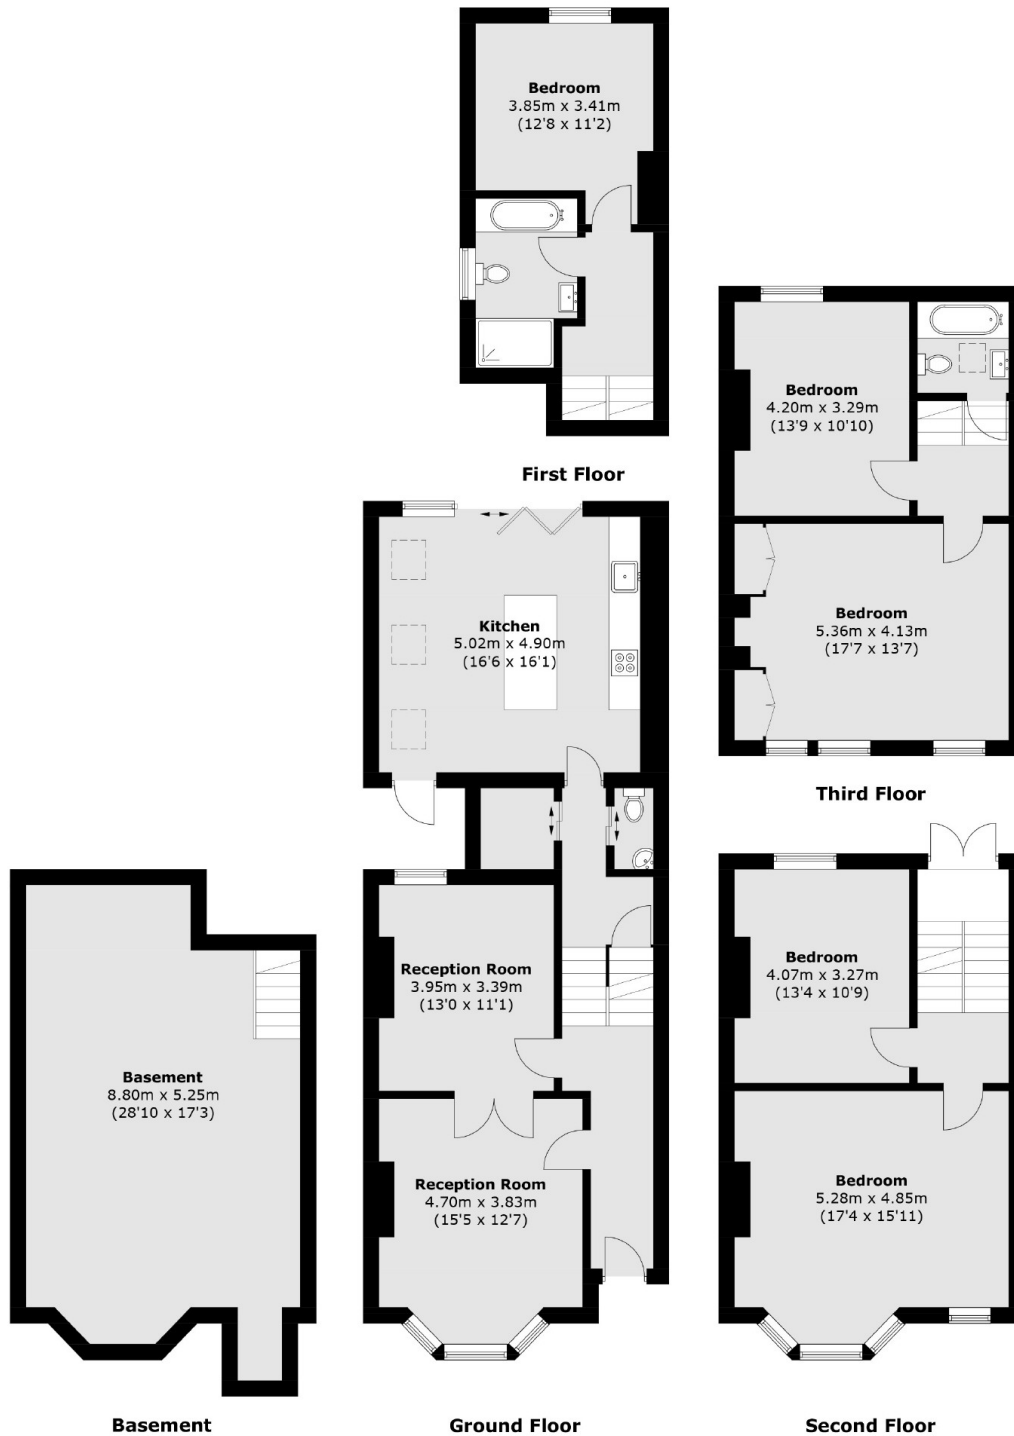 Bedroom
3.85m x 3.41m
(12'8 x 11'2)
First Floor
Bedroom
4.20m x 3.29m
(13'9 x 10'10)
Bedroom
5.36m x 4.13m
(17'7 x 13'7)
Third Floor
Kitchen
5.02m x 4.90m
(16'6 x 16'1)
Reception Room
3.95m x 3.39m
(13'0 x 11'1)
Reception Room
4.70m x 3.83m
(15'5 x 12'7)
Ground Floor
Basement
8.80m x 5.25m
(28'10 x 17'3)
Basement
Bedroom
4.07m x 3.27m
(13'4 x 10'9)
Bedroom
5.28m x 4.85m
(17'4 x 15'11)
Second Floor